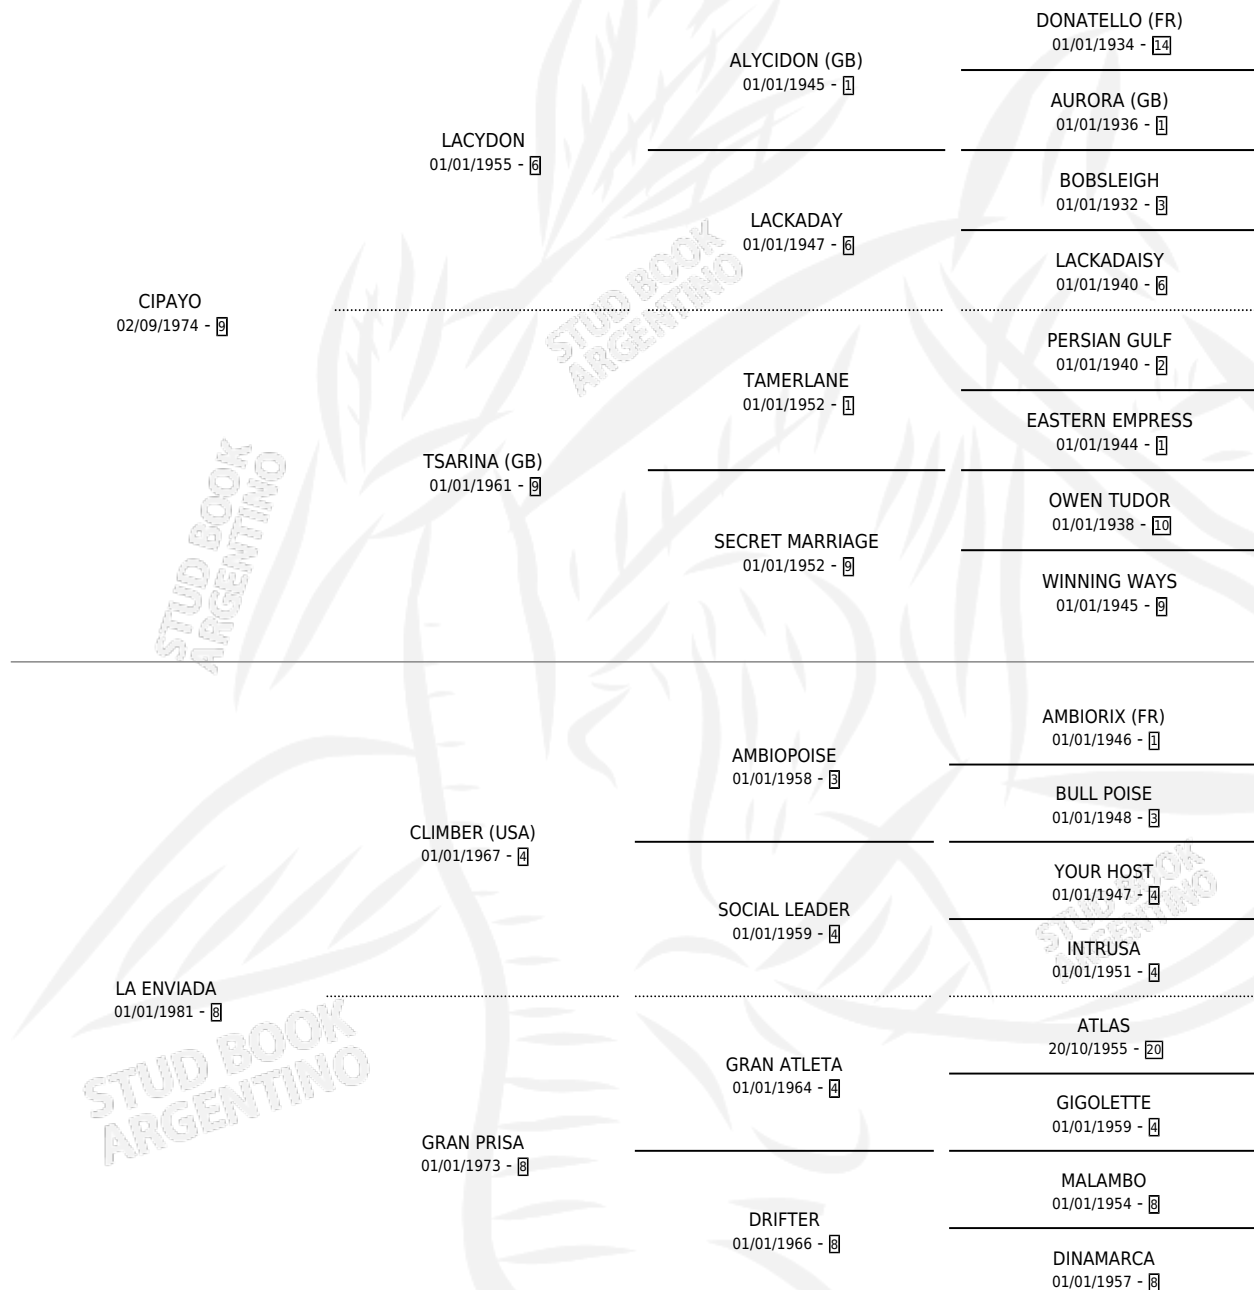 DONATELLO (FR)
01/01/1934 - 14
ALYCIDON (GB)
01/01/1945 - 1
AURORA (GB)
01/01/1936 - 1
LACYDON
01/01/1955 - 6
BOBSLEIGH
01/01/1932 - 3
LACKADAY
01/01/1947 - 6
LACKADAISY
01/01/1940 - 6
CIPAYO
02/09/1974 - 9
PERSIAN GULF
01/01/1940 - 2
TAMERLANE
01/01/1952 - 1
EASTERN EMPRESS
01/01/1944 - 1
TSARINA (GB)
01/01/1961 - 9
OWEN TUDOR
01/01/1938 - 10
SECRET MARRIAGE
01/01/1952 - 9
WINNING WAYS
01/01/1945 - 9
AMBIORIX (FR)
01/01/1946 - 1
AMBIOPOISE
01/01/1958 - 3
BULL POISE
01/01/1948 - 3
CLIMBER (USA)
01/01/1967 - 4
YOUR HOST
01/01/1947 - 4
SOCIAL LEADER
01/01/1959 - 4
INTRUSA
01/01/1951 - 4
LA ENVIADA
01/01/1981 - 8
ATLAS
20/10/1955 - 20
GRAN ATLETA
01/01/1964 - 4
GIGOLETTE
01/01/1959 - 4
GRAN PRISA
01/01/1973 - 8
MALAMBO
01/01/1954 - 8
DRIFTER
01/01/1966 - 8
DINAMARCA
01/01/1957 - 8
STUD BOOK
ARGENTINO
STUD BOOK
ARGENTINO
STUD BOOK
ARGENTINO
STUD BOOK
ARGENTINO